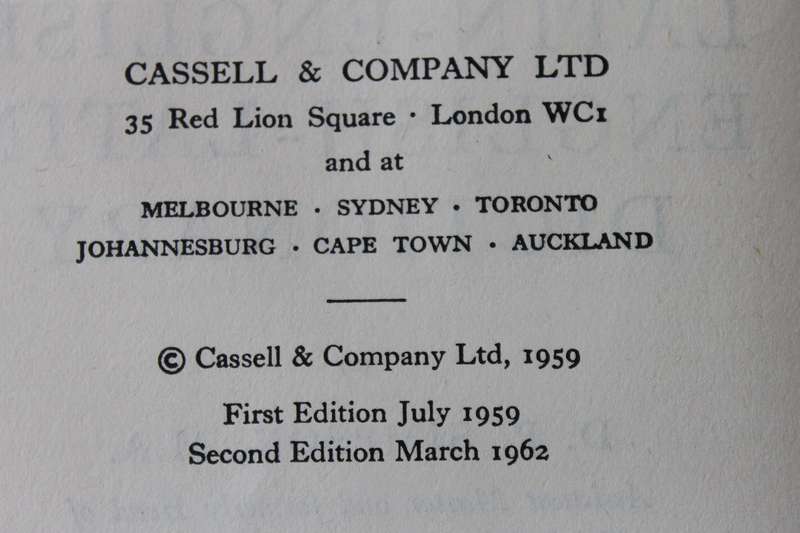 CASSELL & COMPANY LTD
35 Red Lion Square · London WC1
and at
MELBOURNE · SYDNEY · TORONTO
JOHANNESBURG · CAPE TOWN · AUCKLAND
© Cassell & Company Ltd, 1959
First Edition July 1959
Second Edition March 1962